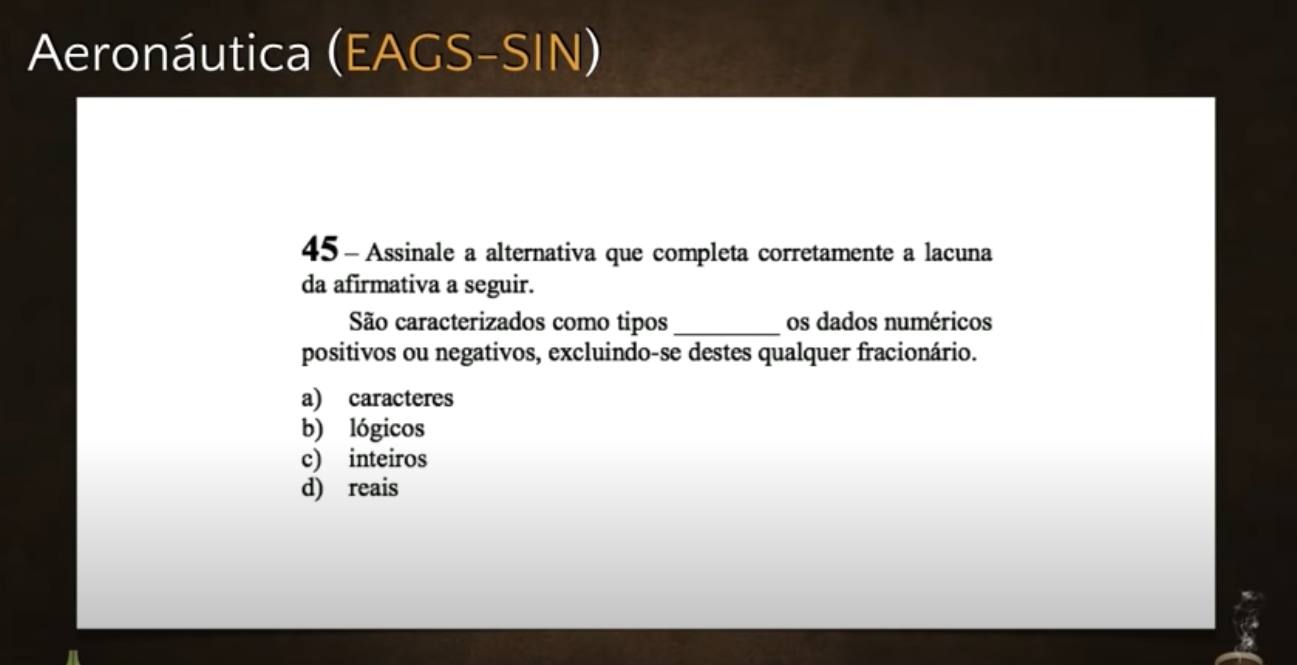 Aeronáutica (EAGS-SIN)
45 – Assinale a alternativa que completa corretamente a lacuna
da afirmativa a seguir.
São caracterizados como tipos ________ os dados numéricos
positivos ou negativos, excluindo-se destes qualquer fracionário.
a) caracteres
b) lógicos
c) inteiros
d) reais